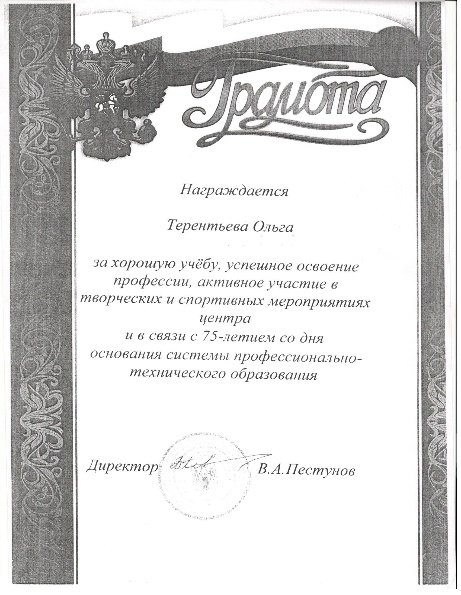 Грамота
Награждается
Терентьева Ольга
за хорошую учёбу, успешное освоение
профессии, активное участие в
творческих и спортивных мероприятиях
центра
и в связи с 75-летием со дня
основания системы профессионально-
технического образования
Директор В.А.Пестунов